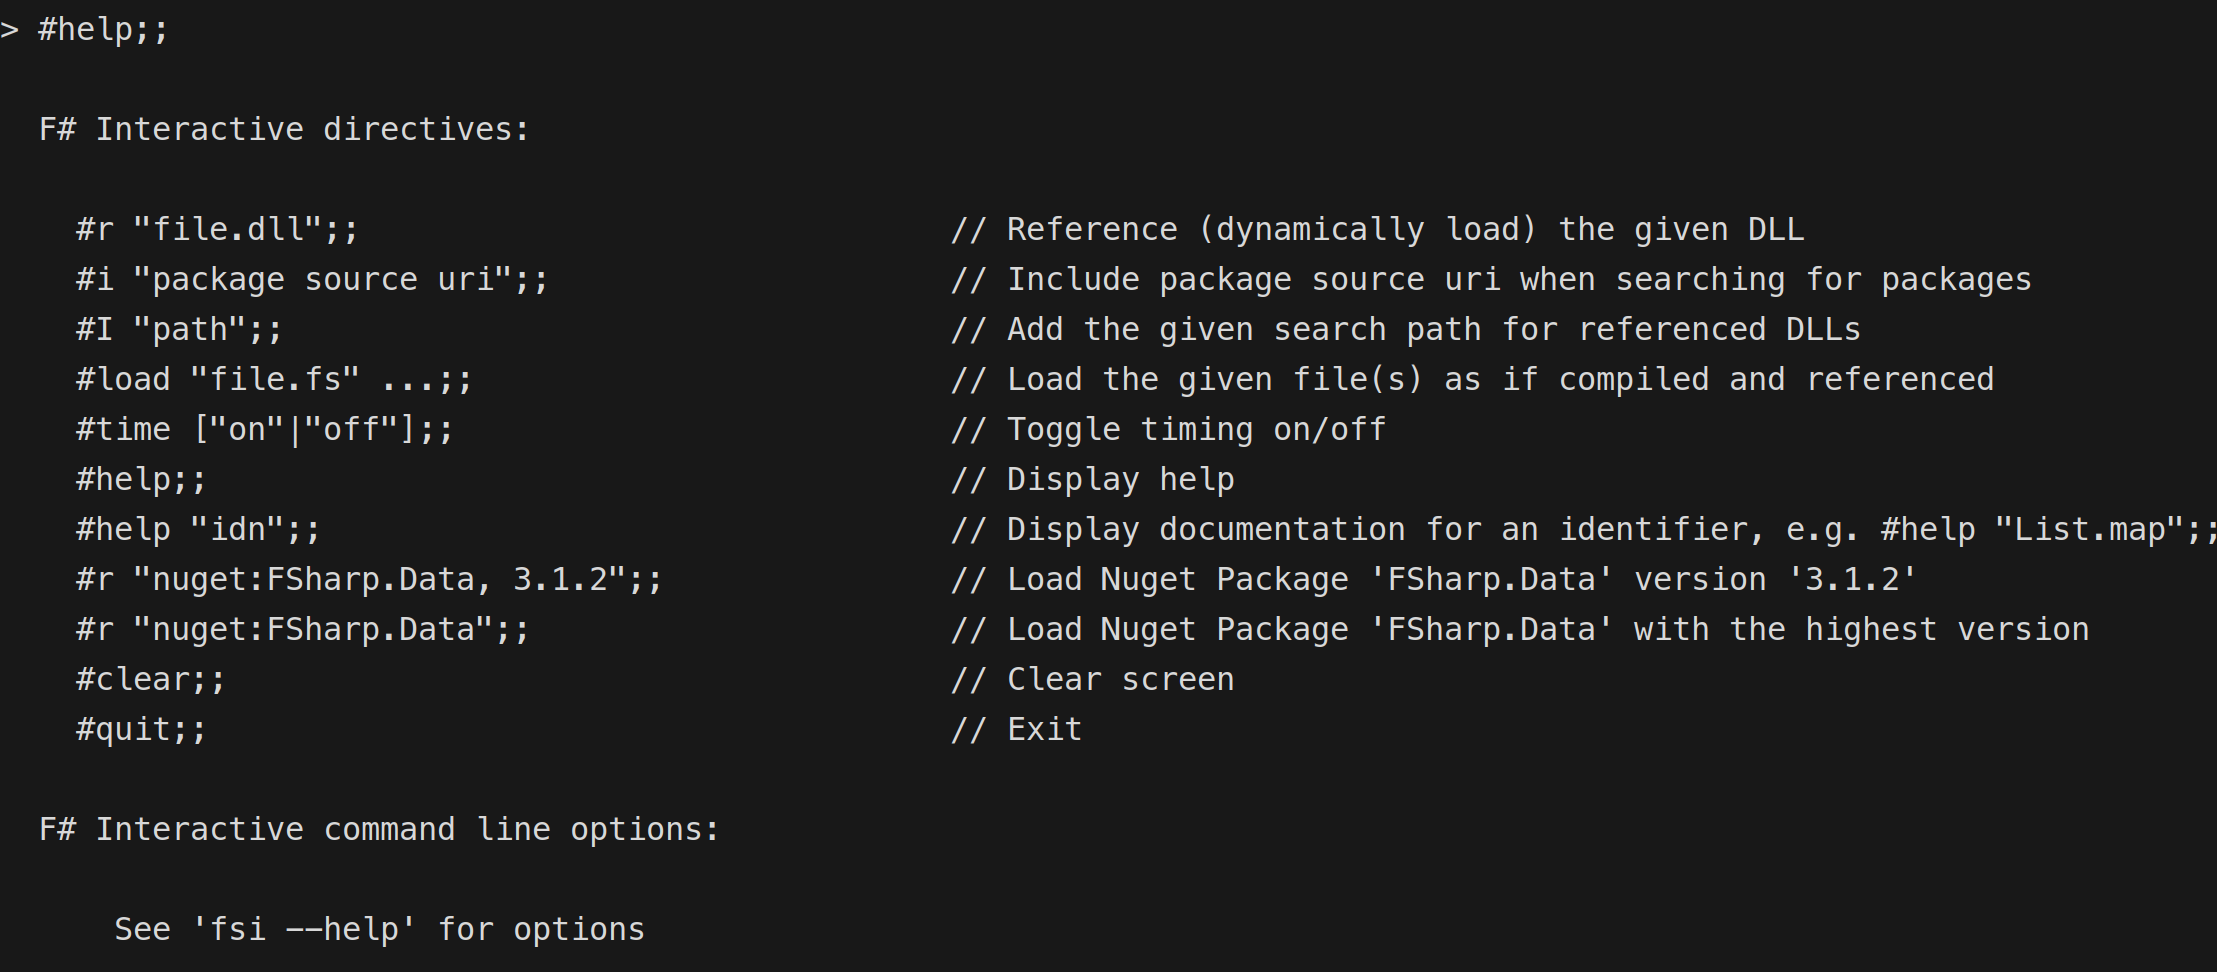 > #help;;
F# Interactive directives:
#r "file.dll";; // Reference (dynamically load) the given DLL
#i "package source uri";; // Include package source uri when searching for packages
#I "path";; // Add the given search path for referenced DLLs
#load "file.fs" ...;; // Load the given file(s) as if compiled and referenced
#time ["on"|"off"];; // Toggle timing on/off
#help;; // Display help
#help "idn";; // Display documentation for an identifier, e.g. #help "List.map";;
#r "nuget:FSharp.Data, 3.1.2";; // Load Nuget Package 'FSharp.Data' version '3.1.2'
#r "nuget:FSharp.Data";; // Load Nuget Package 'FSharp.Data' with the highest version
#clear;; // Clear screen
#quit;; // Exit
F# Interactive command line options:
See 'fsi --help' for options